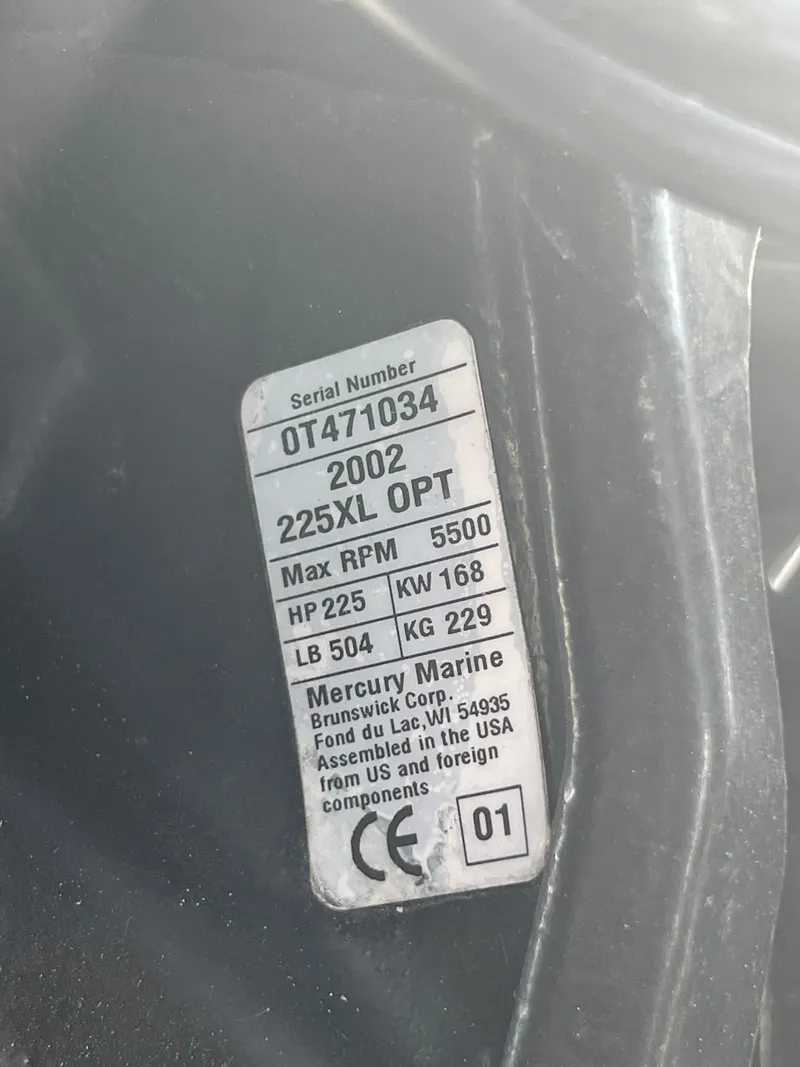 Serial Number
0T471034
2002
225XL OPT
Max RPM 5500
HP 225 KW 168
LB 504 KG 229
Mercury Marine
Brunswick Corp.
Fond du Lac,WI 54935
Assembled in the USA
from US and foreign
components
CE 01